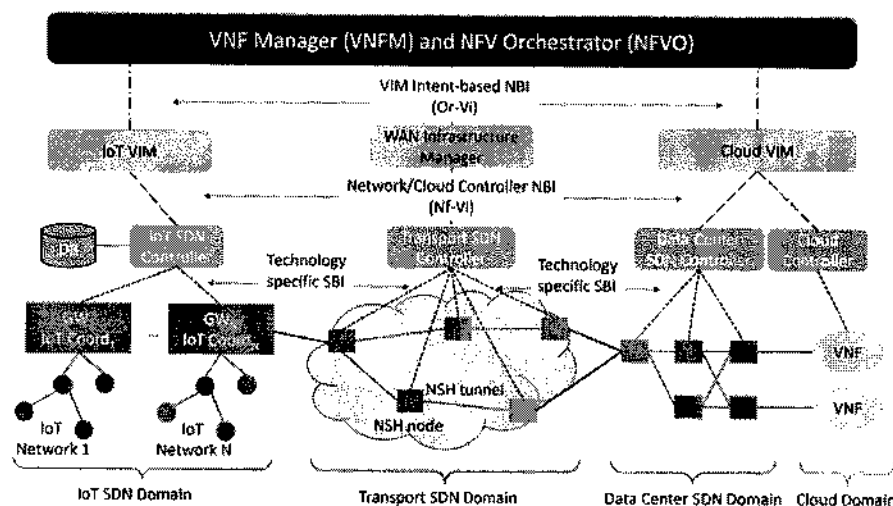 VNF Manager (VNFM) and NFV Orchestrator (NFVO)
VIM Intent-based NBI
(Or-Vi)
IoT VIM
WAN Infrastructure
Manager
Cloud VIM
Network/Cloud Controller NBI
(Nf-Vi)
DB
IoT SDN
Controller
Transport SDN
Controller
Data Center
SDN Controller
Cloud
Controller
Technology
specific SBI
Technology
specific SBI
IoT Coord
IoT Coord
VNF
NSH tunnel
NSH node
VNF
IoT
Network 1
IoT
Network N
IoT SDN Domain
Transport SDN Domain
Data Center SDN Domain
Cloud Domain